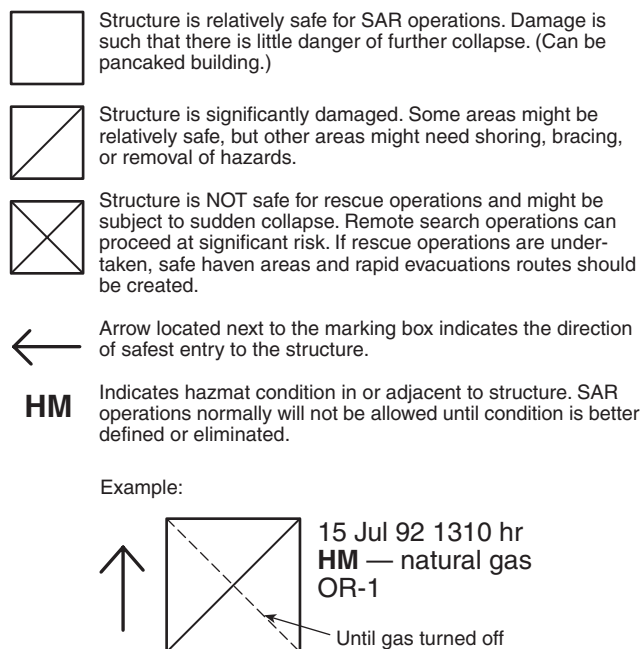 Structure is relatively safe for SAR operations. Damage is
such that there is little danger of further collapse. (Can be
pancaked building.)
Structure is significantly damaged. Some areas might be
relatively safe, but other areas might need shoring, bracing,
or removal of hazards.
Structure is NOT safe for rescue operations and might be
subject to sudden collapse. Remote search operations can
proceed at significant risk. If rescue operations are under-
taken, safe haven areas and rapid evacuations routes should
be created.
Arrow located next to the marking box indicates the direction
of safest entry to the structure.
HM
Indicates hazmat condition in or adjacent to structure. SAR
operations normally will not be allowed until condition is better
defined or eliminated.
Example:
15 Jul 92 1310 hr
HM — natural gas
OR-1
Until gas turned off